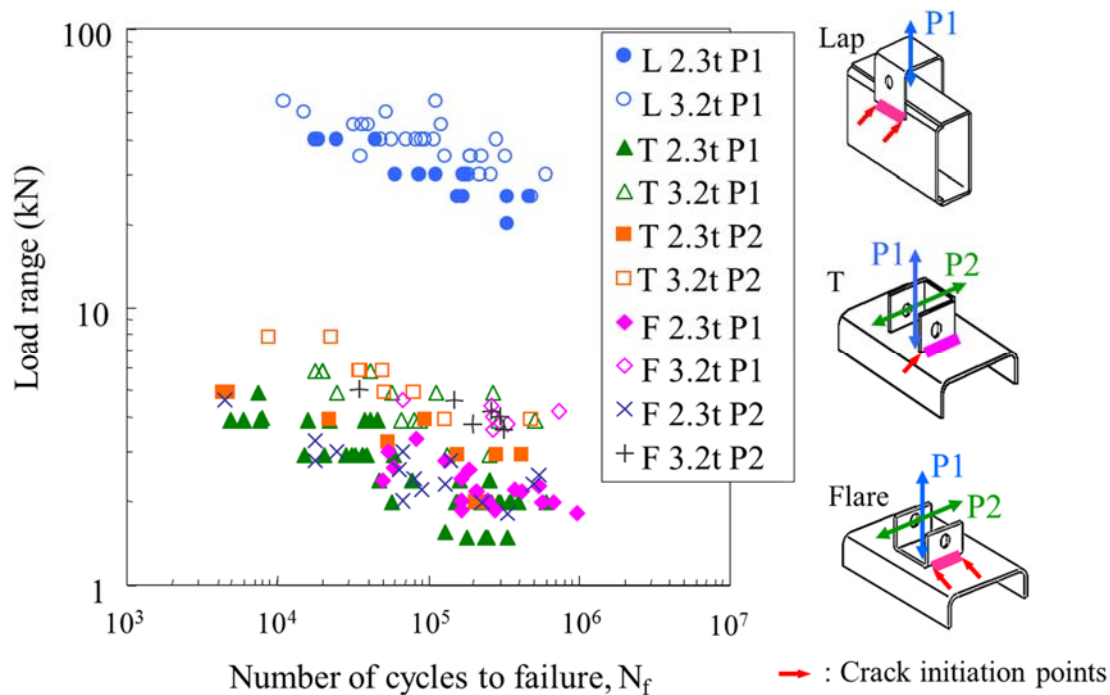 100
10
1
Load range (kN)
10³
10⁴
10⁵
10⁶
10⁷
Number of cycles to failure, N_f
L 2.3t P1
L 3.2t P1
T 2.3t P1
T 3.2t P1
T 2.3t P2
T 3.2t P2
F 2.3t P1
F 3.2t P1
F 2.3t P2
F 3.2t P2
Lap
P1
T
P1
P2
Flare
P1
P2
: Crack initiation points